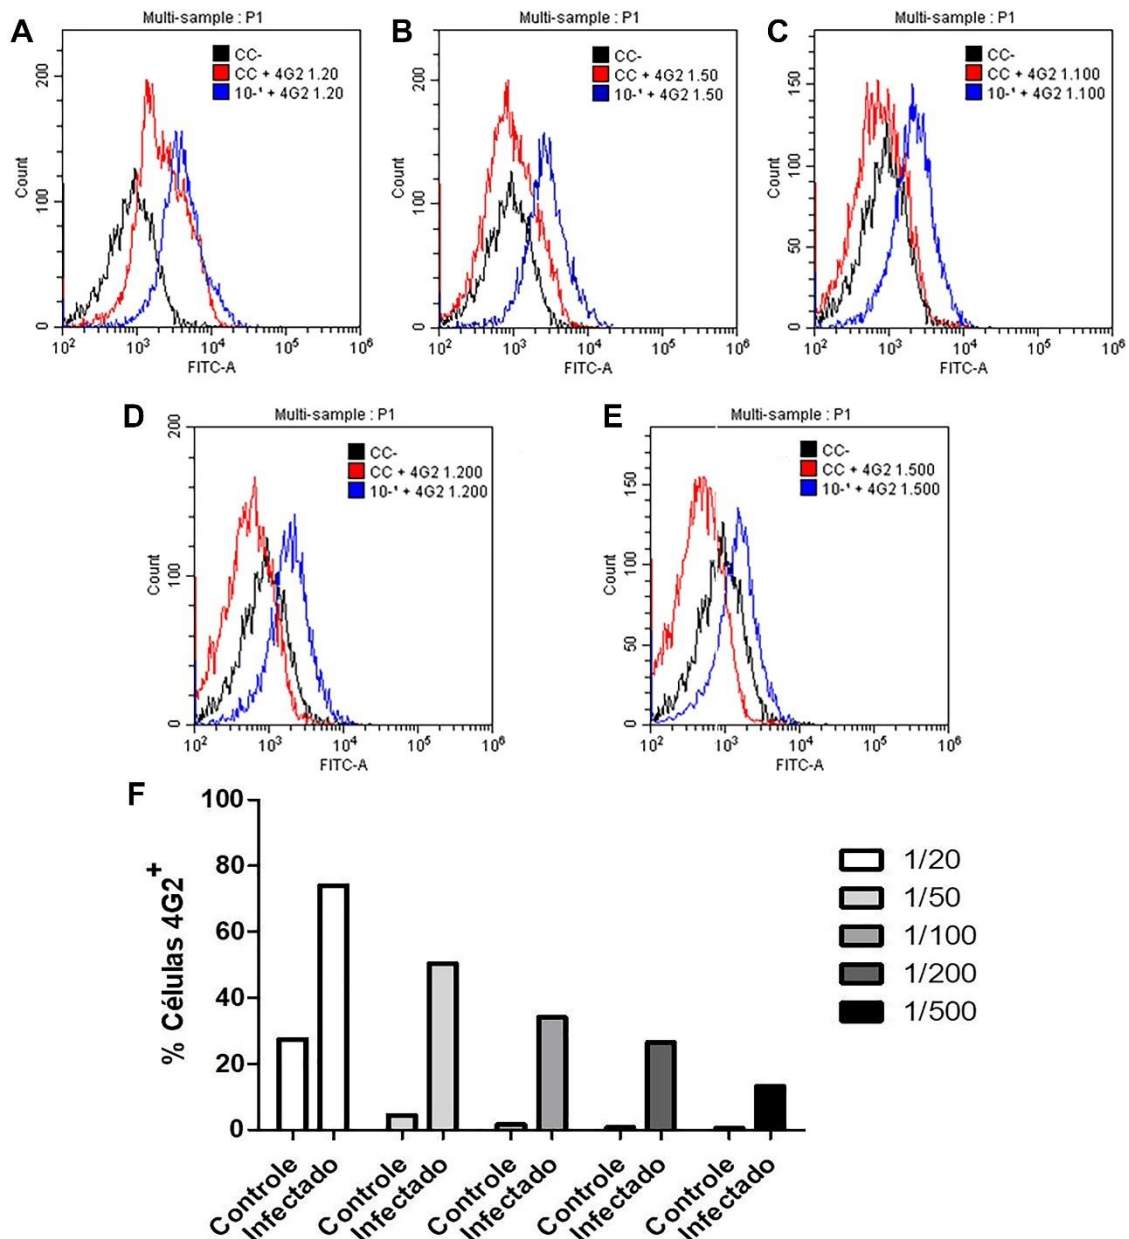 A
Multi-sample : P1
CC-
CC + 4G2 1.20
10-¹ + 4G2 1.20
Count
200
100
0
10²
10³
10⁴
10⁵
10⁶
FITC-A
B
Multi-sample : P1
CC-
CC + 4G2 1.50
10-¹ + 4G2 1.50
Count
200
100
0
10²
10³
10⁴
10⁵
10⁶
FITC-A
C
Multi-sample : P1
CC-
CC + 4G2 1.100
10-¹ + 4G2 1.100
Count
150
100
50
0
10²
10³
10⁴
10⁵
10⁶
FITC-A
D
Multi-sample : P1
CC-
CC + 4G2 1.200
10-¹ + 4G2 1.200
Count
200
100
0
10²
10³
10⁴
10⁵
10⁶
FITC-A
E
Multi-sample : P1
CC-
CC + 4G2 1.500
10-¹ + 4G2 1.500
Count
150
100
50
0
10²
10³
10⁴
10⁵
10⁶
FITC-A
F
% Células 4G2⁺
100
80
60
40
20
0
Controle
Infectado
Controle
Infectado
Controle
Infectado
Controle
Infectado
Controle
Infectado
1/20
1/50
1/100
1/200
1/500